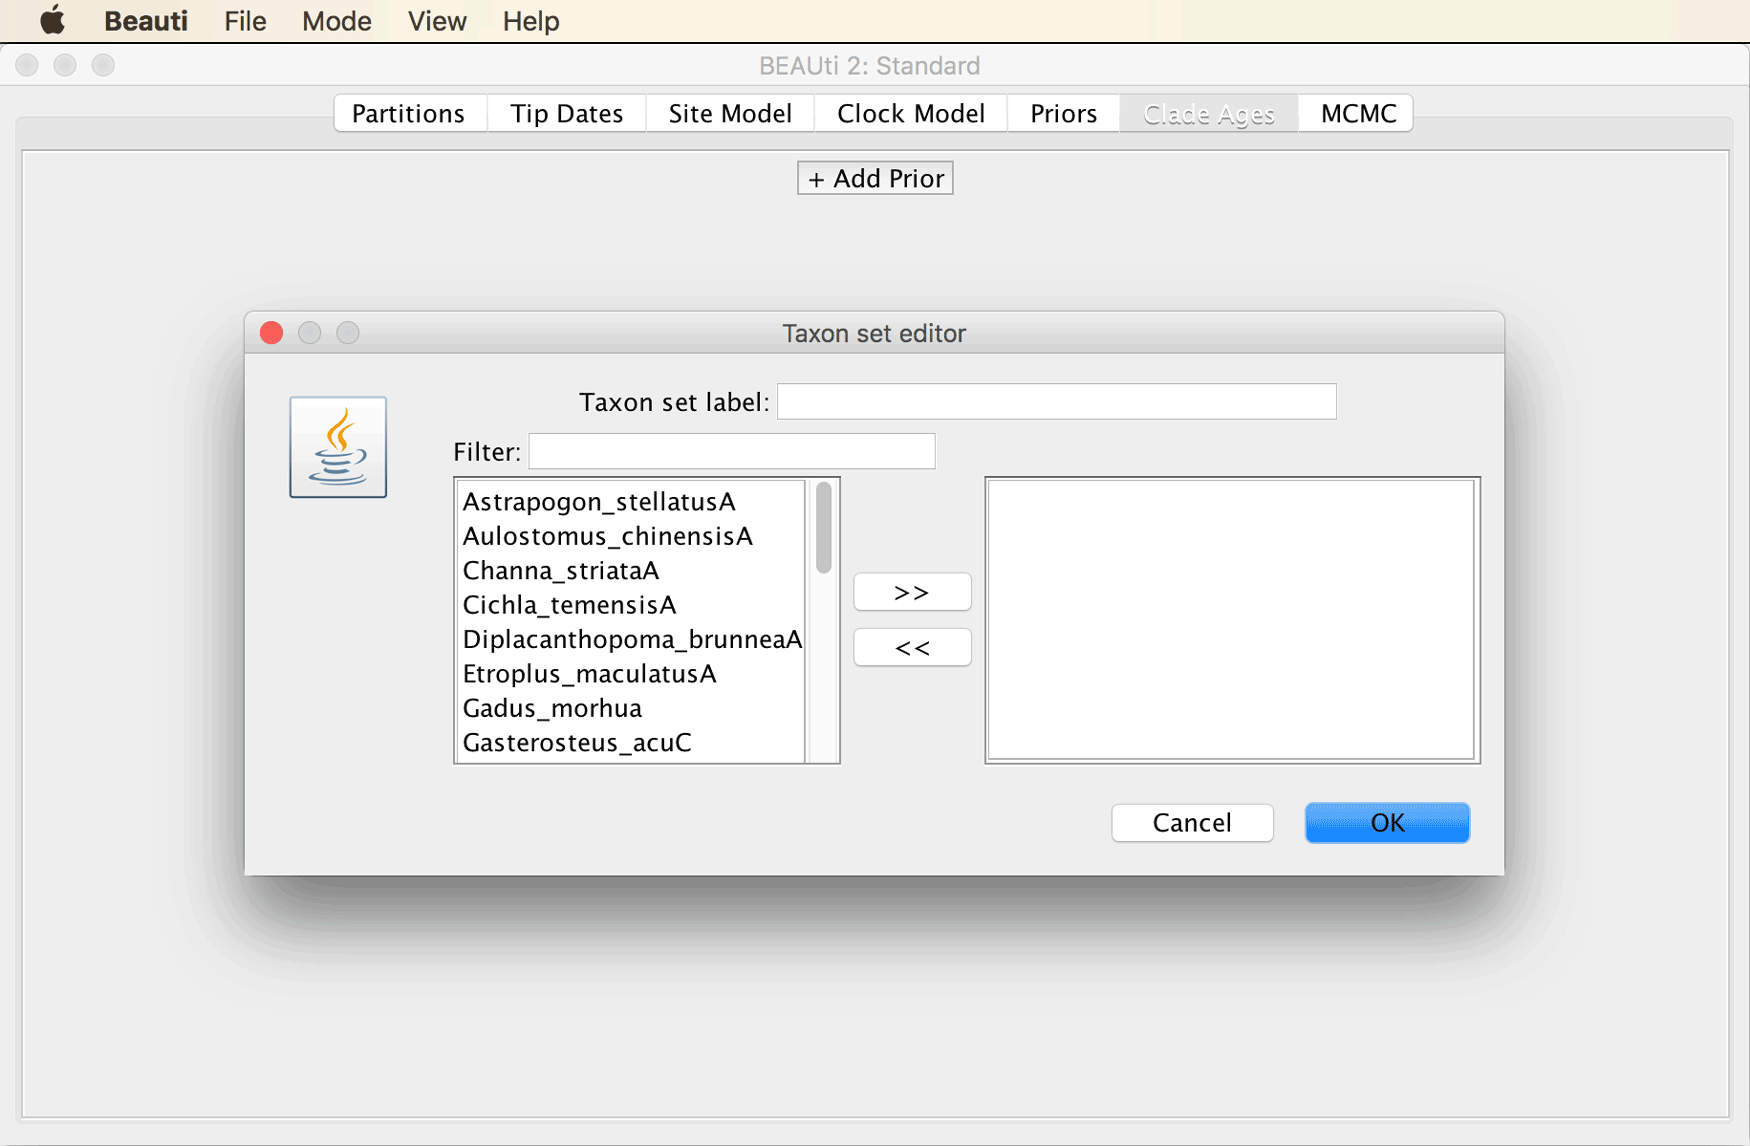 Beauti File Mode View Help
BEAUti 2: Standard
Partitions Tip Dates Site Model Clock Model Priors Clade Ages MCMC
+ Add Prior
Taxon set editor
Taxon set label:
Filter:
Astrapogon_stellatusA
Aulostomus_chinensisA
Channa_striataA
Cichla_temensisA
Diplacanthopoma_brunneaA
Etroplus_maculatusA
Gadus_morhua
Gasterosteus_acuC
>>
<<
Cancel OK